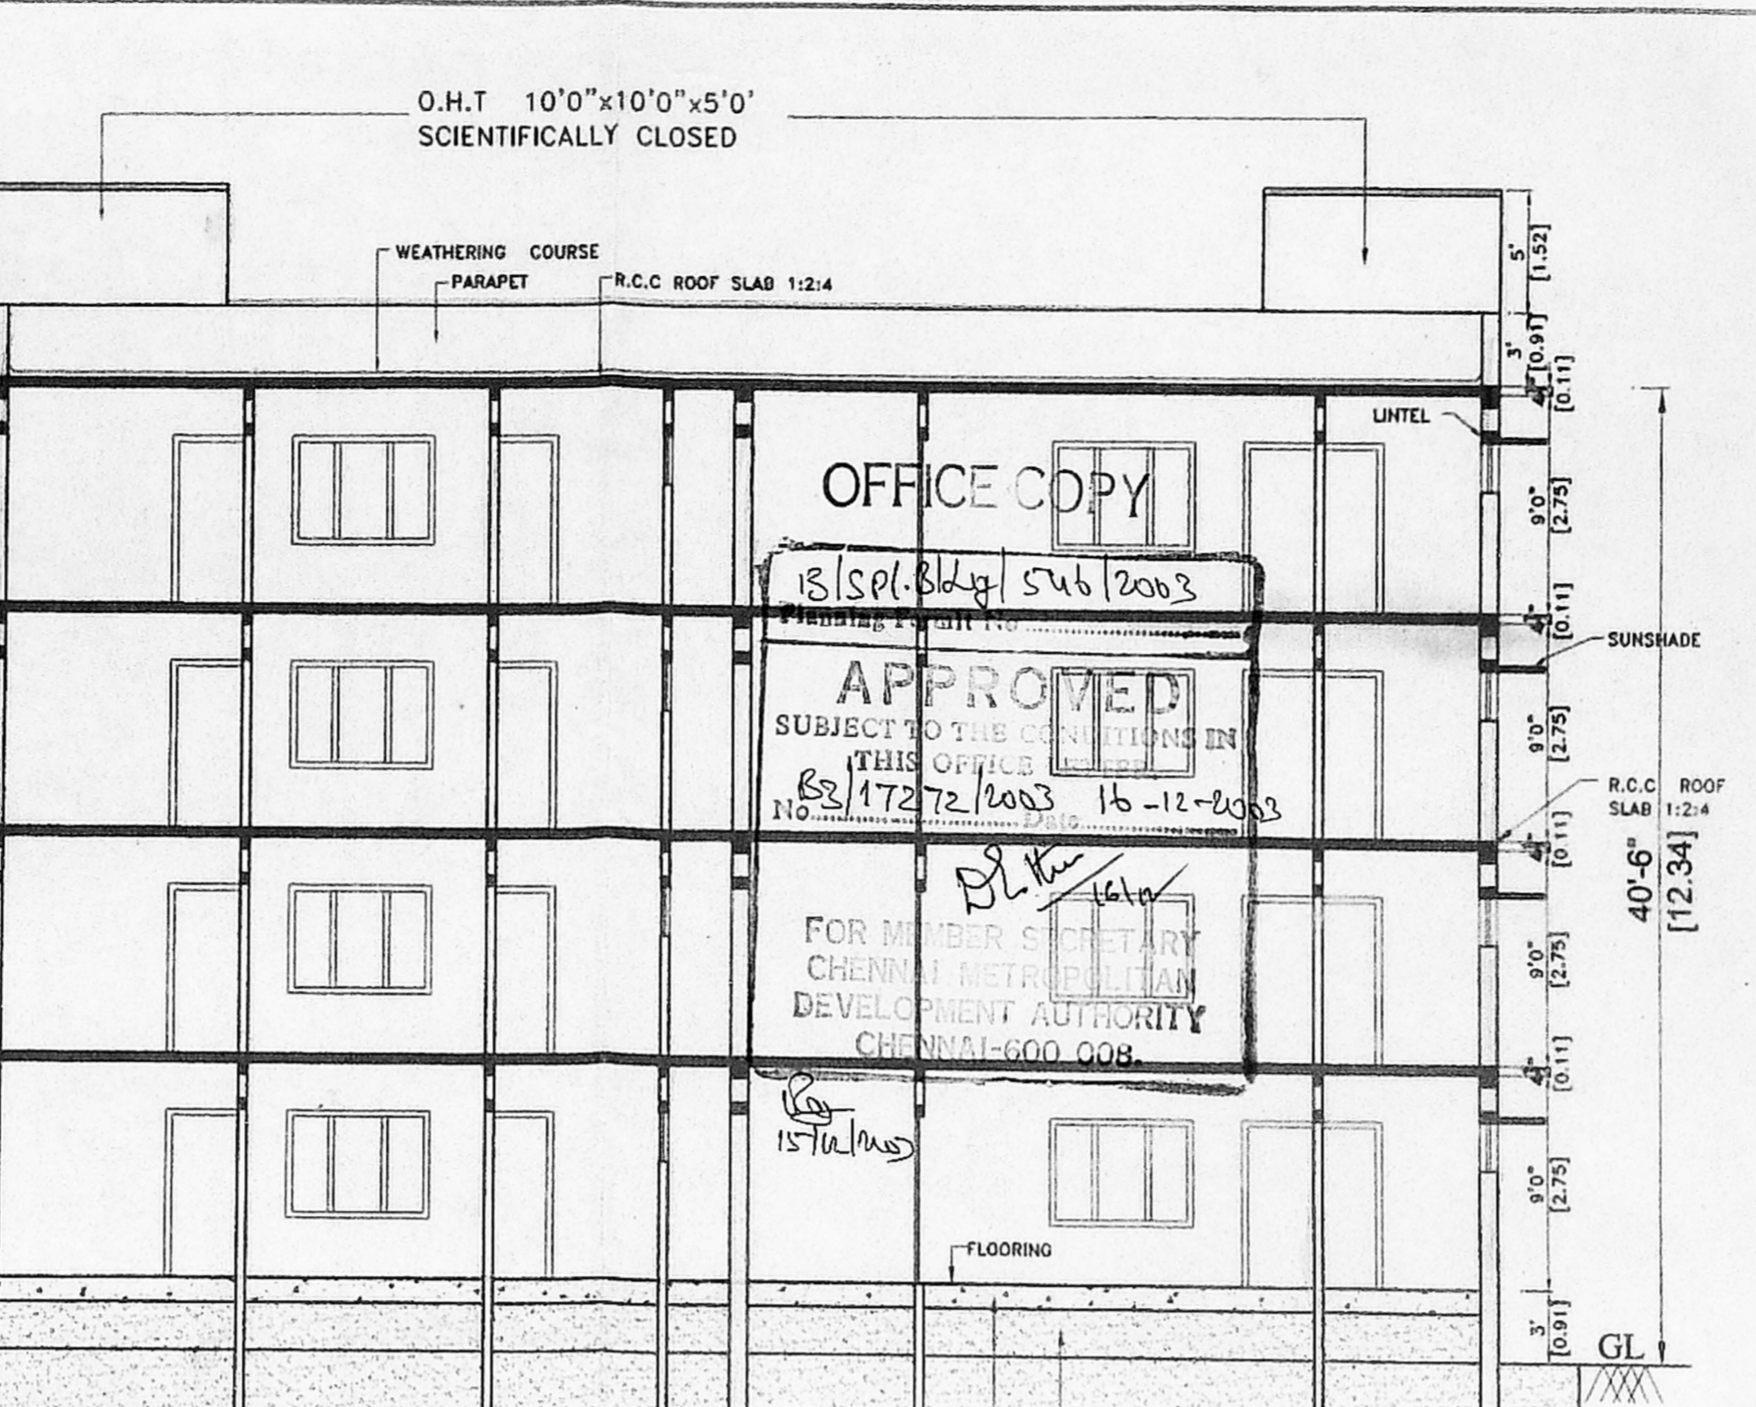 O.H.T 10'0"x10'0"x5'0'
SCIENTIFICALLY CLOSED
WEATHERING COURSE
PARAPET
R.C.C ROOF SLAB 1:2:4
5'
[1.52]
3'
[0.91]
4"
[0.11]
LINTEL
9'0"
[2.75]
OFFICE COPY
B/Spl.Bldg/546/2003
Planning Permit No
4"
[0.11]
SUNSHADE
APPROVED
SUBJECT TO THE CONDITIONS IN
THIS OFFICE LETTER
No B3/17272/2003 Date 16-12-2003
9'0"
[2.75]
R.C.C ROOF
SLAB 1:2:4
4"
[0.11]
40'-6"
[12.34]
16/12
FOR MEMBER SECRETARY
CHENNAI METROPOLITAN
DEVELOPMENT AUTHORITY
CHENNAI-600 008.
9'0"
[2.75]
4"
[0.11]
15/12/2003
9'0"
[2.75]
FLOORING
3'
[0.91]
GL